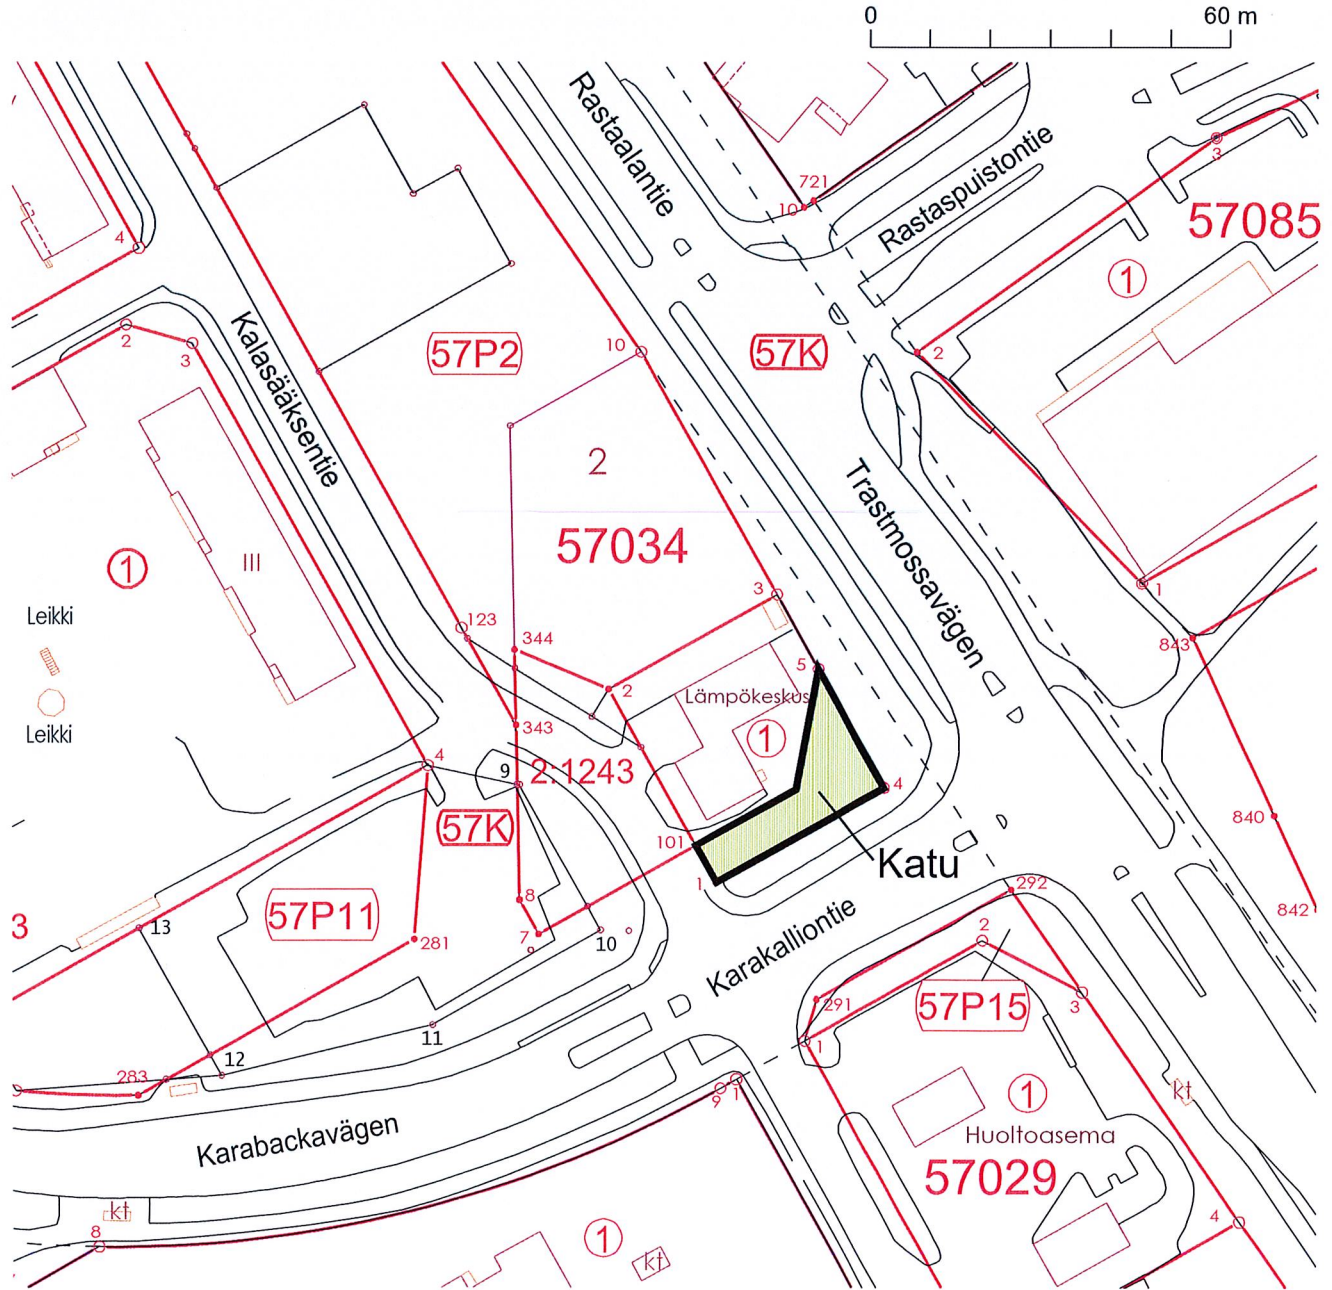 0 60 m
Rastaalantie
721
10
Rastaspuistontie
3
57085
1
4
2
3
Kalasääksentie
57P2
10
57K
2
2
57034
Trastmossavägen
1
III
1
Leikki
Leikki
123
344
3
843
2
5
Lämpökeskus
1
343
4
9
2:1243
4
840
57K
101
1
Katu
842
8
292
57P11
3
13
281
7
10
Karakalliontie
2
291
57P15
3
11
1
12
283
9
1
1
kt
Karabackavägen
Huoltoasema
57029
kt
8
1
kt
4